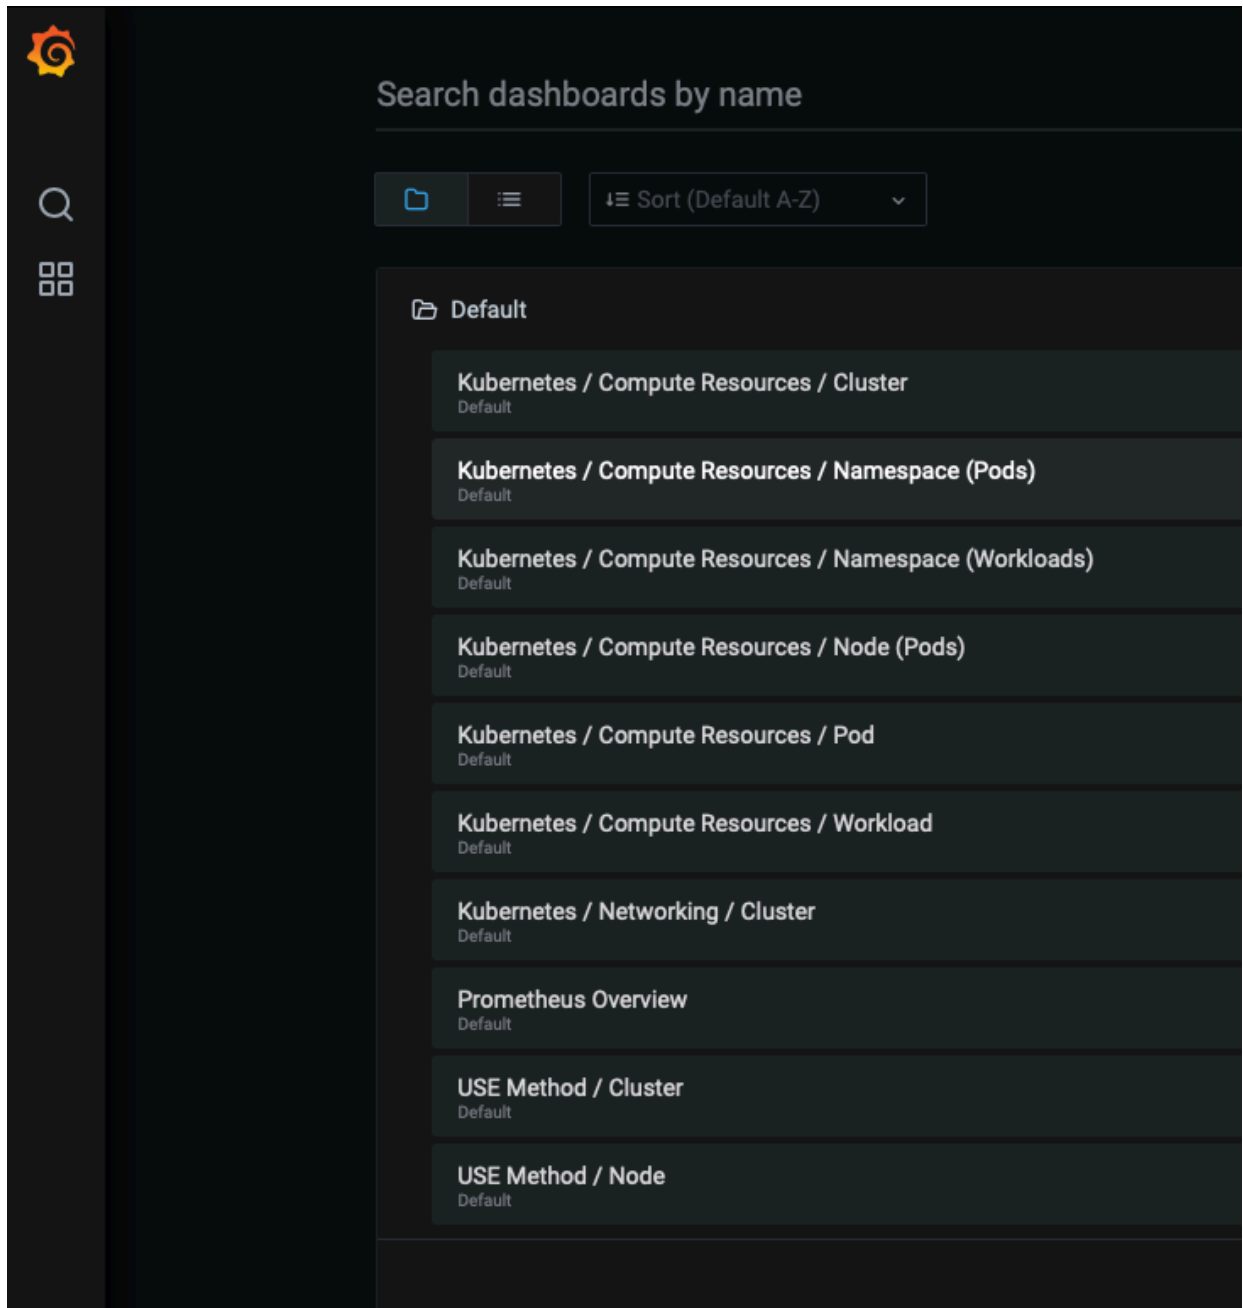 Search dashboards by name
Sort (Default A-Z)
Default
Kubernetes / Compute Resources / Cluster
Default
Kubernetes / Compute Resources / Namespace (Pods)
Default
Kubernetes / Compute Resources / Namespace (Workloads)
Default
Kubernetes / Compute Resources / Node (Pods)
Default
Kubernetes / Compute Resources / Pod
Default
Kubernetes / Compute Resources / Workload
Default
Kubernetes / Networking / Cluster
Default
Prometheus Overview
Default
USE Method / Cluster
Default
USE Method / Node
Default